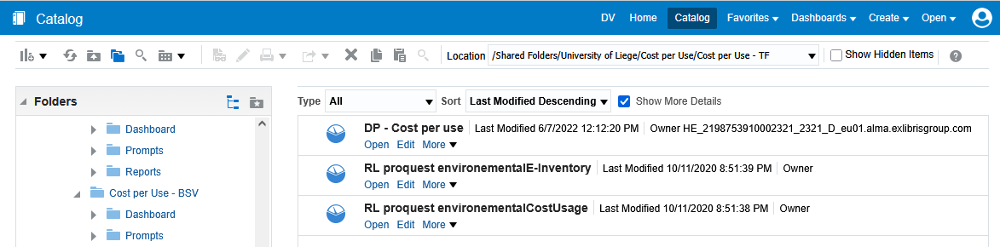 Catalog DV Home Catalog Favorites Dashboards Create Open
Location /Shared Folders/University of Liege/Cost per Use/Cost per Use - TF Show Hidden Items
Folders
Dashboard
Prompts
Reports
Cost per Use - BSV
Dashboard
Prompts
Type All Sort Last Modified Descending Show More Details
DP - Cost per use Last Modified 6/7/2022 12:12:20 PM Owner HE_2198753910002321_2321_D_eu01.alma.exlibrisgroup.com
Open Edit More
RL proquest environementalE-Inventory Last Modified 10/11/2020 8:51:39 PM Owner
Open Edit More
RL proquest environementalCostUsage Last Modified 10/11/2020 8:51:38 PM Owner
Open Edit More